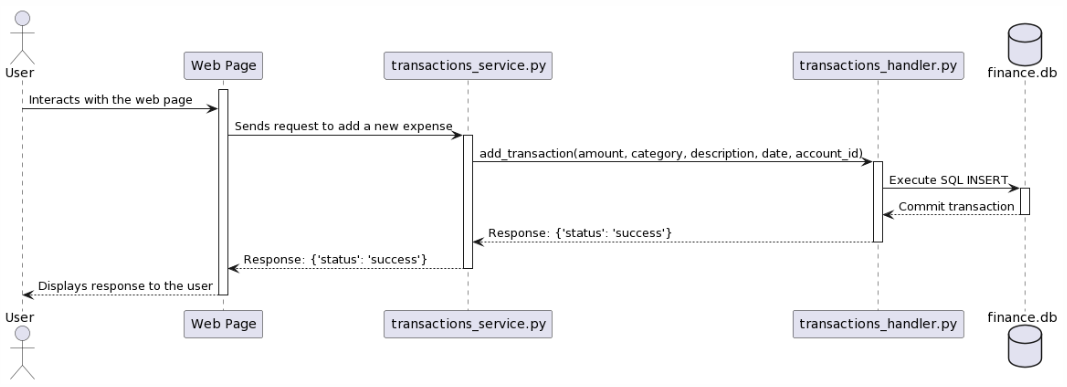 User
Web Page
transactions_service.py
transactions_handler.py
finance.db
Interacts with the web page
Sends request to add a new expense
add_transaction(amount, category, description, date, account_id)
Execute SQL INSERT
Commit transaction
Response: {'status': 'success'}
Response: {'status': 'success'}
Displays response to the user
User
Web Page
transactions_service.py
transactions_handler.py
finance.db